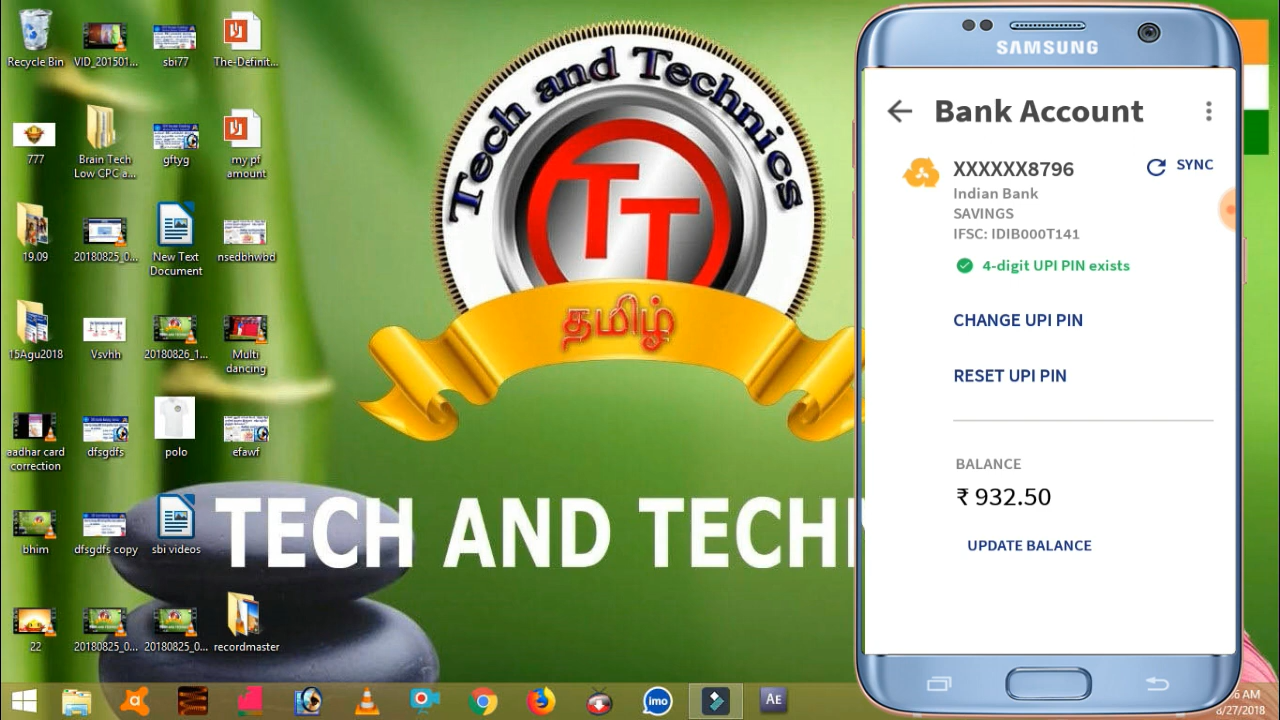 Recycle Bin
VID_201501...
sbi77
The-Definit...
777
Brain Tech
Low CPC a...
gftyg
my pf
amount
19.09
20180825_0...
New Text
Document
nsedbhwbd
15Agu2018
Vsvhh
20180826_1...
Multi
dancing
aadhar card
correction
dfsgdfs
polo
efawf
bhim
dfsgdfs copy
sbi videos
22
20180825_0...
20180825_0...
recordmaster
Tech and Technics
TT
தமிழ்
TECH AND TECH
SAMSUNG
Bank Account
XXXXXX8796
SYNC
Indian Bank
SAVINGS
IFSC: IDIB000T141
4-digit UPI PIN exists
CHANGE UPI PIN
RESET UPI PIN
BALANCE
₹ 932.50
UPDATE BALANCE
imo
AE
6 AM
8/27/2018